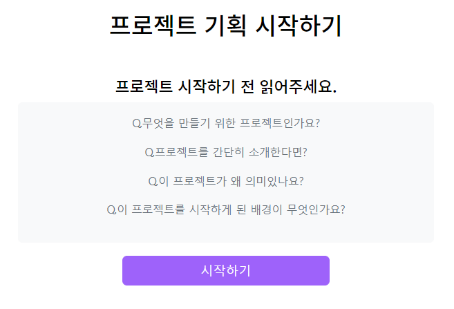 프로젝트 기획 시작하기
프로젝트 시작하기 전 읽어주세요.
Q.무엇을 만들기 위한 프로젝트인가요?
Q.프로젝트를 간단히 소개한다면?
Q.이 프로젝트가 왜 의미있나요?
Q.이 프로젝트를 시작하게 된 배경이 무엇인가요?
시작하기